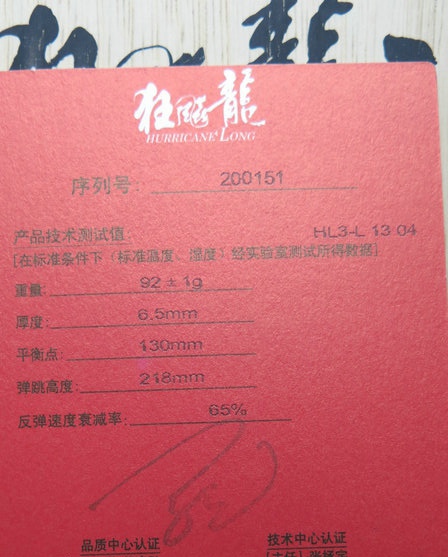 狂飚龍
HURRICANE LONG
序列号: 200151
产品技术测试值: HL3-L 13 04
[在标准条件下（标准温度、湿度）经实验室测试所得数据]
重量: 92 ± 1g
厚度: 6.5mm
平衡点: 130mm
弹跳高度: 218mm
反弹速度衰减率: 65%
品质中心认证 技术中心认证